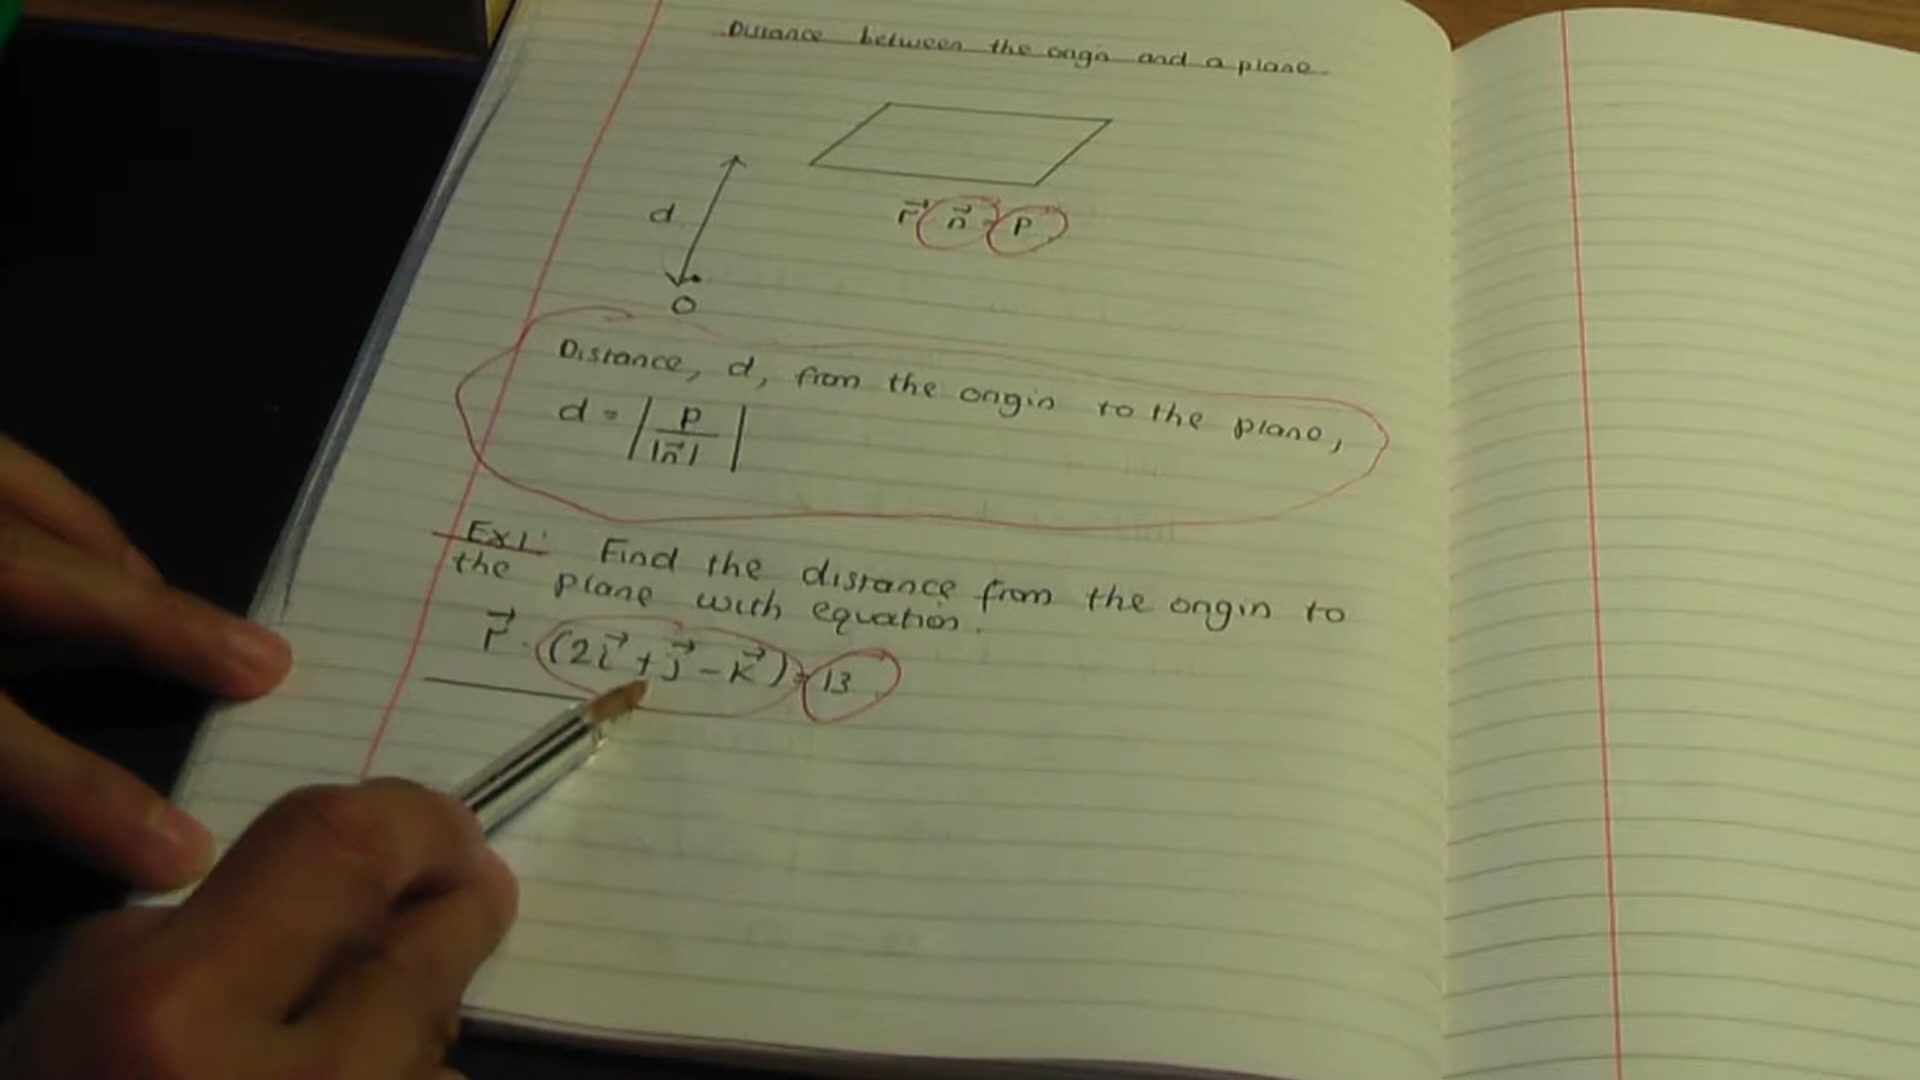 Distance between the origin and a plane.
d
r⃗ · n⃗ = p
O
Distance, d, from the origin to the plane,
d = | p / |n⃗| |
Ex1: Find the distance from the origin to
the plane with equation.
r⃗ · (2i⃗ + j⃗ - k⃗) = 13.